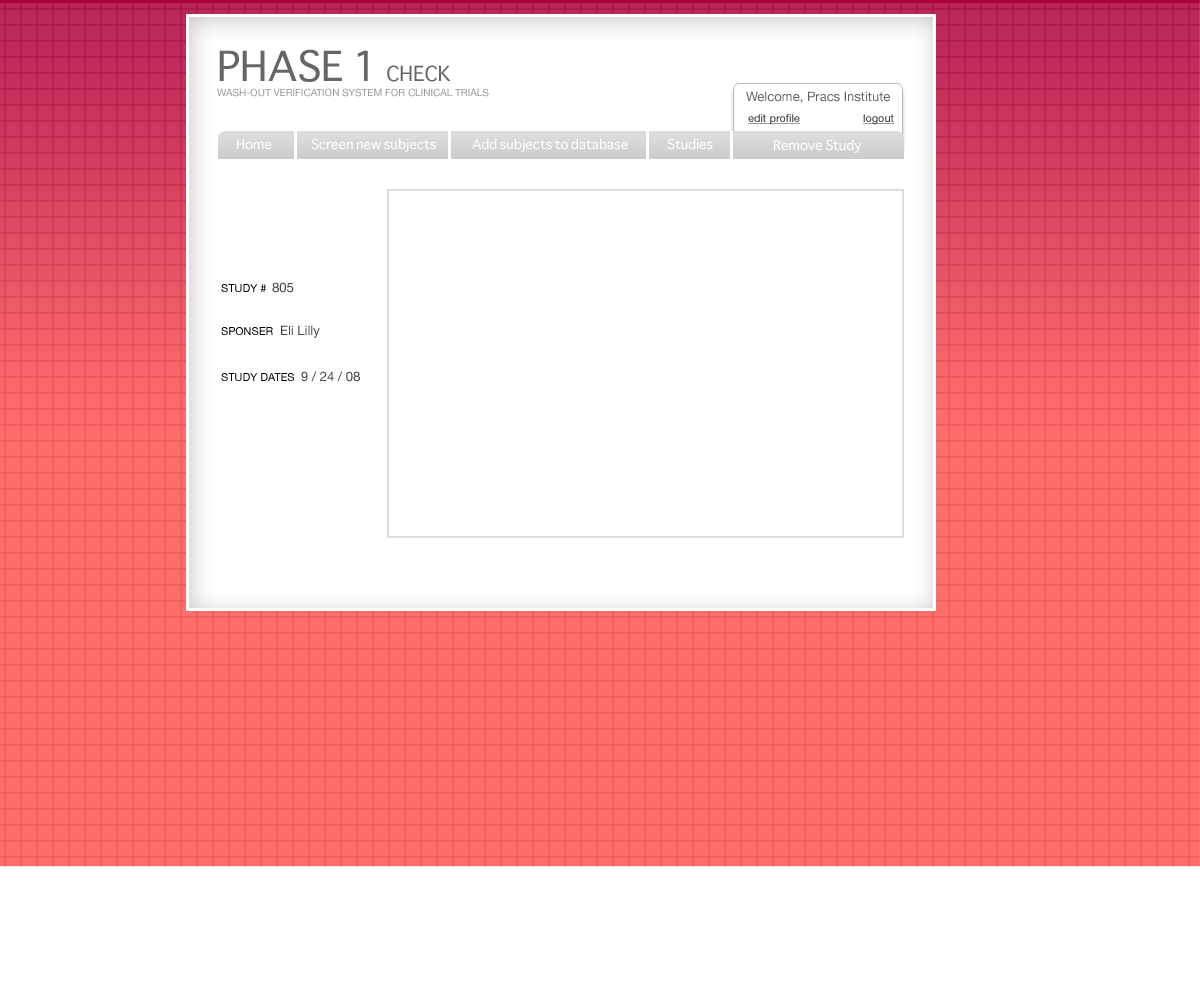 PHASE 1 CHECK
WASH-OUT VERIFICATION SYSTEM FOR CLINICAL TRIALS
Welcome, Pracs Institute
edit profile logout
Home Screen new subjects Add subjects to database Studies Remove Study
STUDY # 805
SPONSER Eli Lilly
STUDY DATES 9 / 24 / 08